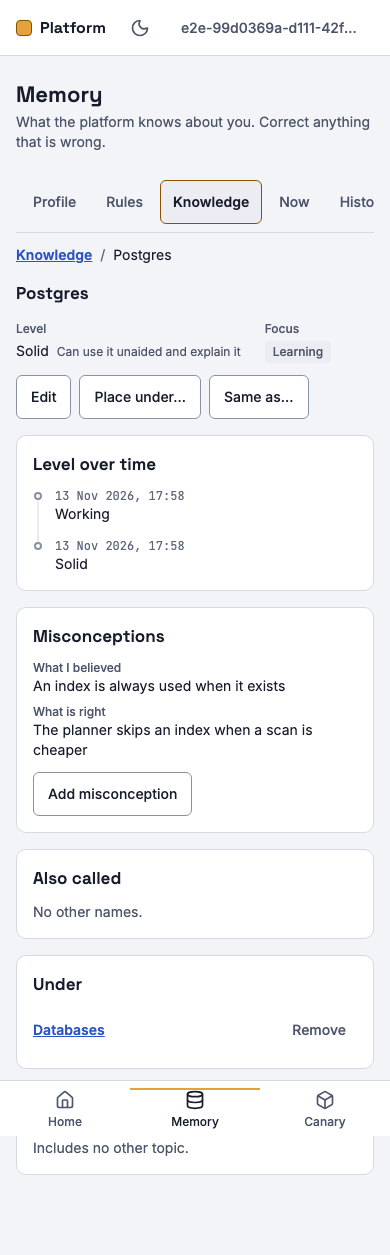 Platform
e2e-99d0369a-d111-42f...
Memory
What the platform knows about you. Correct anything
that is wrong.
Profile
Rules
Knowledge
Now
Histo
Knowledge / Postgres
Postgres
Level
Focus
Solid Can use it unaided and explain it
Learning
Edit
Place under...
Same as...
Level over time
13 Nov 2026, 17:58
Working
13 Nov 2026, 17:58
Solid
Misconceptions
What I believed
An index is always used when it exists
What is right
The planner skips an index when a scan is
cheaper
Add misconception
Also called
No other names.
Under
Databases
Remove
Home
Memory
Canary
Includes no other topic.